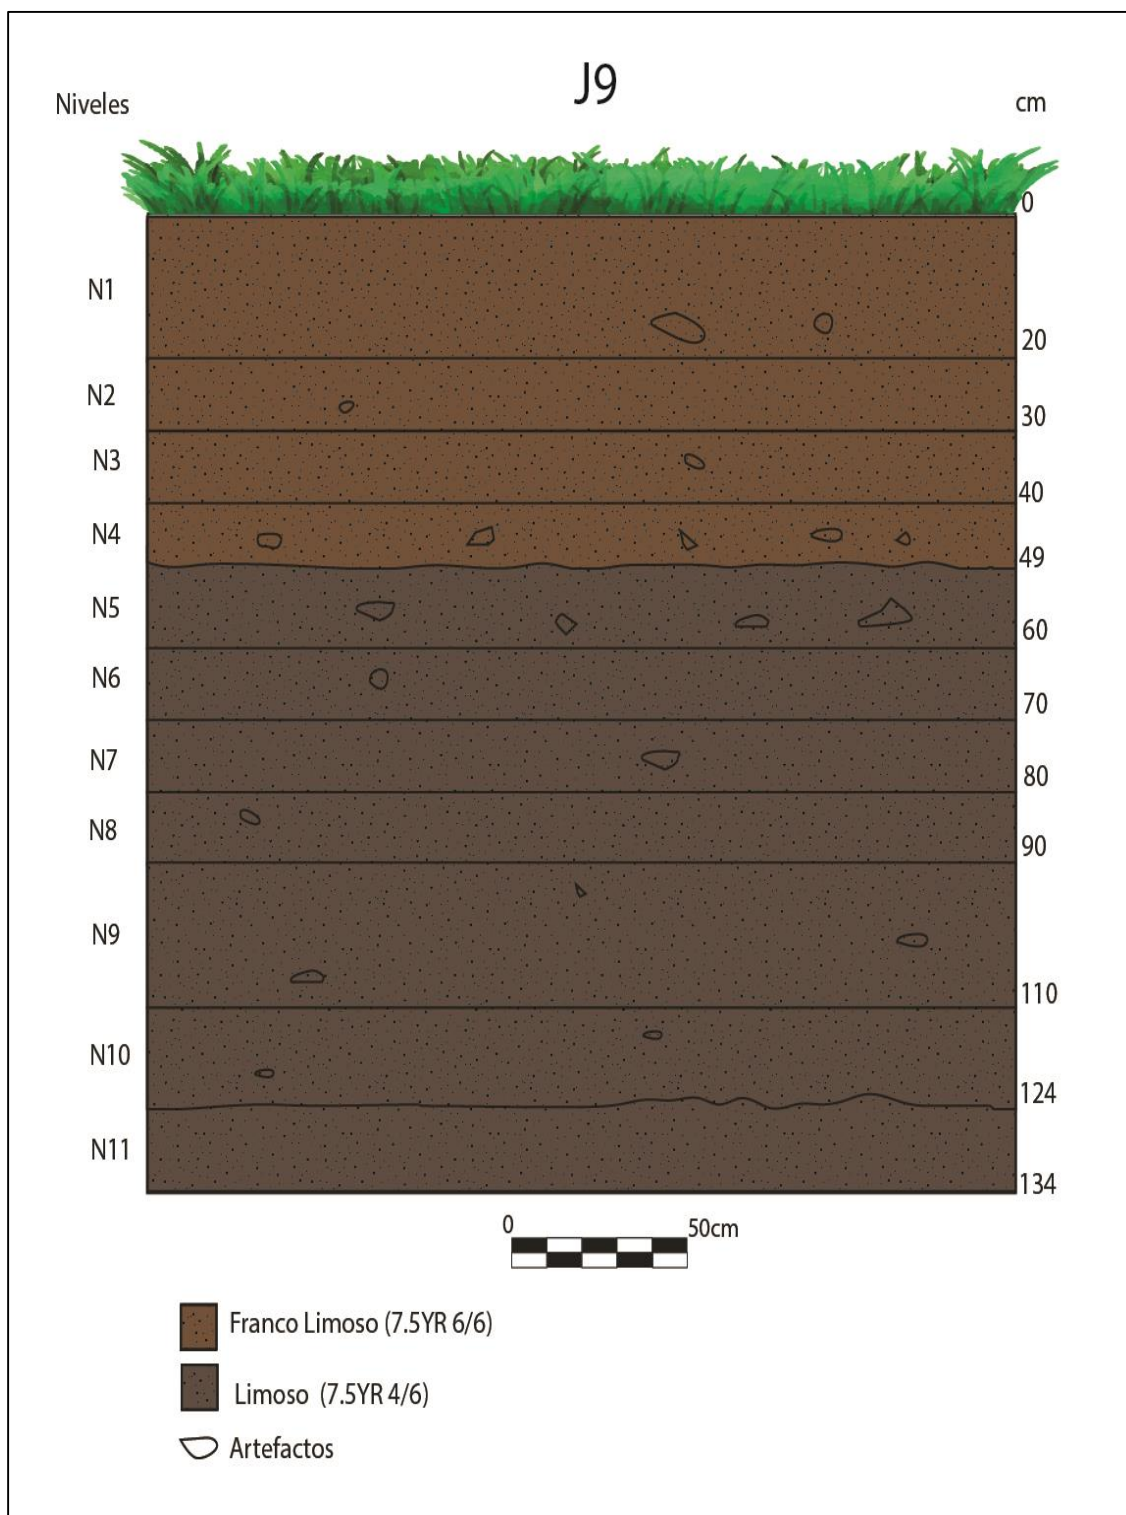 J9
Niveles
cm
0
N1
20
N2
30
N3
40
N4
49
N5
60
N6
70
N7
80
N8
90
N9
110
N10
124
N11
134
0 50cm
Franco Limoso (7.5YR 6/6)
Limoso (7.5YR 4/6)
Artefactos